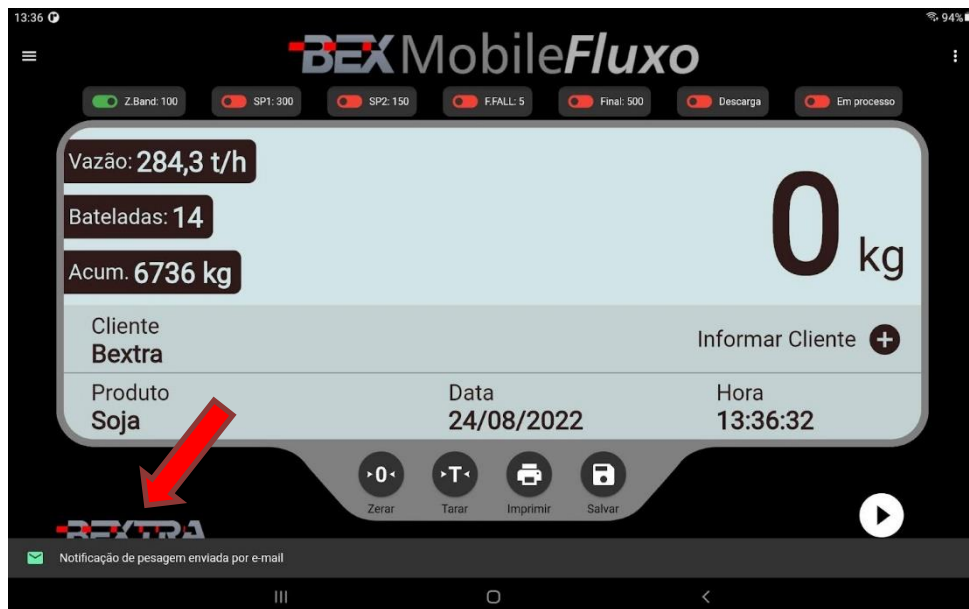 13:36
94%
BEX MobileFluxo
Z.Band: 100
SP1: 300
SP2: 150
F.FALL: 5
Final: 500
Descarga
Em processo
Vazão: 284,3 t/h
Bateladas: 14
Acum. 6736 kg
0 kg
Cliente
Bextra
Informar Cliente
Produto
Soja
Data
24/08/2022
Hora
13:36:32
▸0◂
▸T◂
Zerar
Tarar
Imprimir
Salvar
BEXTRA
Notificação de pesagem enviada por e-mail